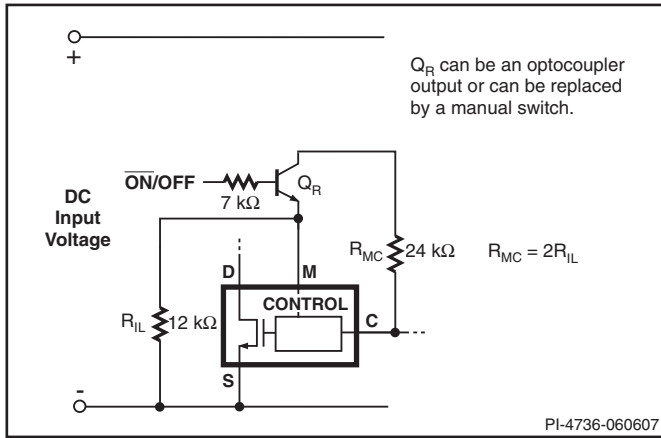 +
Q_R can be an optocoupler
output or can be replaced
by a manual switch.
ON/OFF
Q_R
7 kΩ
DC
Input
Voltage
R_MC
24 kΩ
R_MC = 2R_IL
D
M
CONTROL
C
R_IL
12 kΩ
S
-
PI-4736-060607